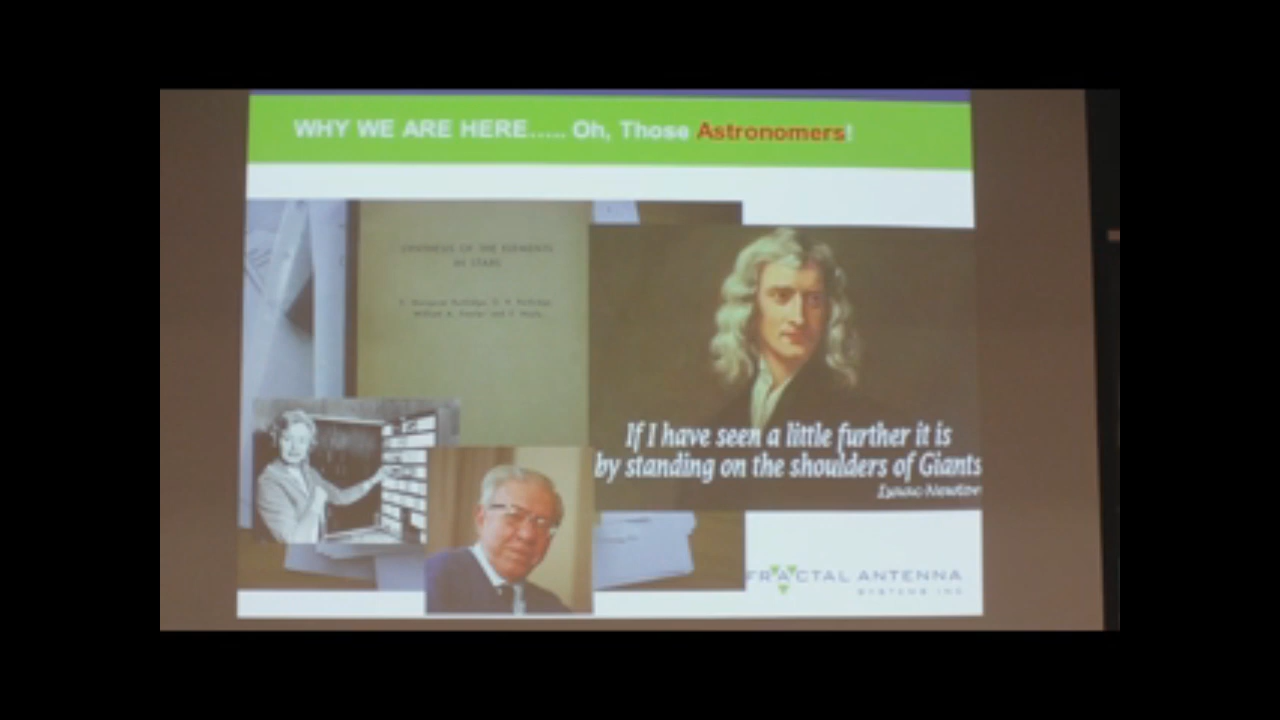 WHY WE ARE HERE..... Oh, Those Astronomers!
SYNTHESIS OF THE ELEMENTS
IN STARS
If I have seen a little further it is
by standing on the shoulders of Giants
Isaac Newton
FRACTAL ANTENNA
SYSTEMS INC